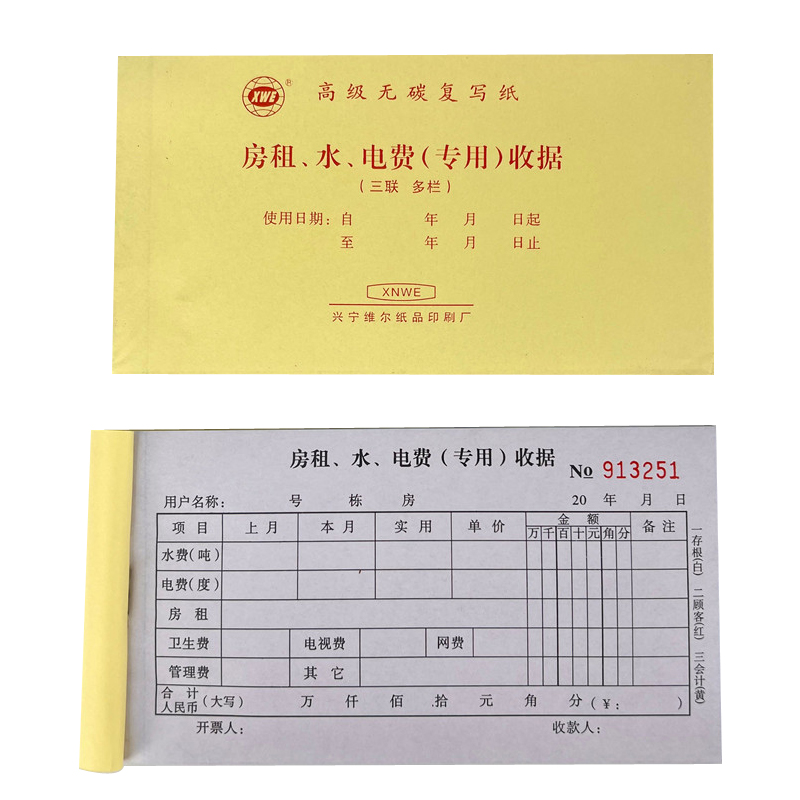 XWE ® 高级无碳复写纸
房租、水、电费(专用)收据
(三联 多栏)
使用日期: 自 年 月 日起
至 年 月 日止
XNWE
兴宁维尔纸品印刷厂
房租、水、电费(专用)收据
No 913251
用户名称: 号 栋 房 20 年 月 日
项目 上月 本月 实用 单价 金额 备注
万 千 百 十 元 角 分
水费(吨)
电费(度)
房租
卫生费 电视费 网费
管理费 其它
合计
人民币 (大写) 万 仟 佰 拾 元 角 分 (¥: )
开票人: 收款人:
一存根(白) 二顾客(红) 三会计(黄)